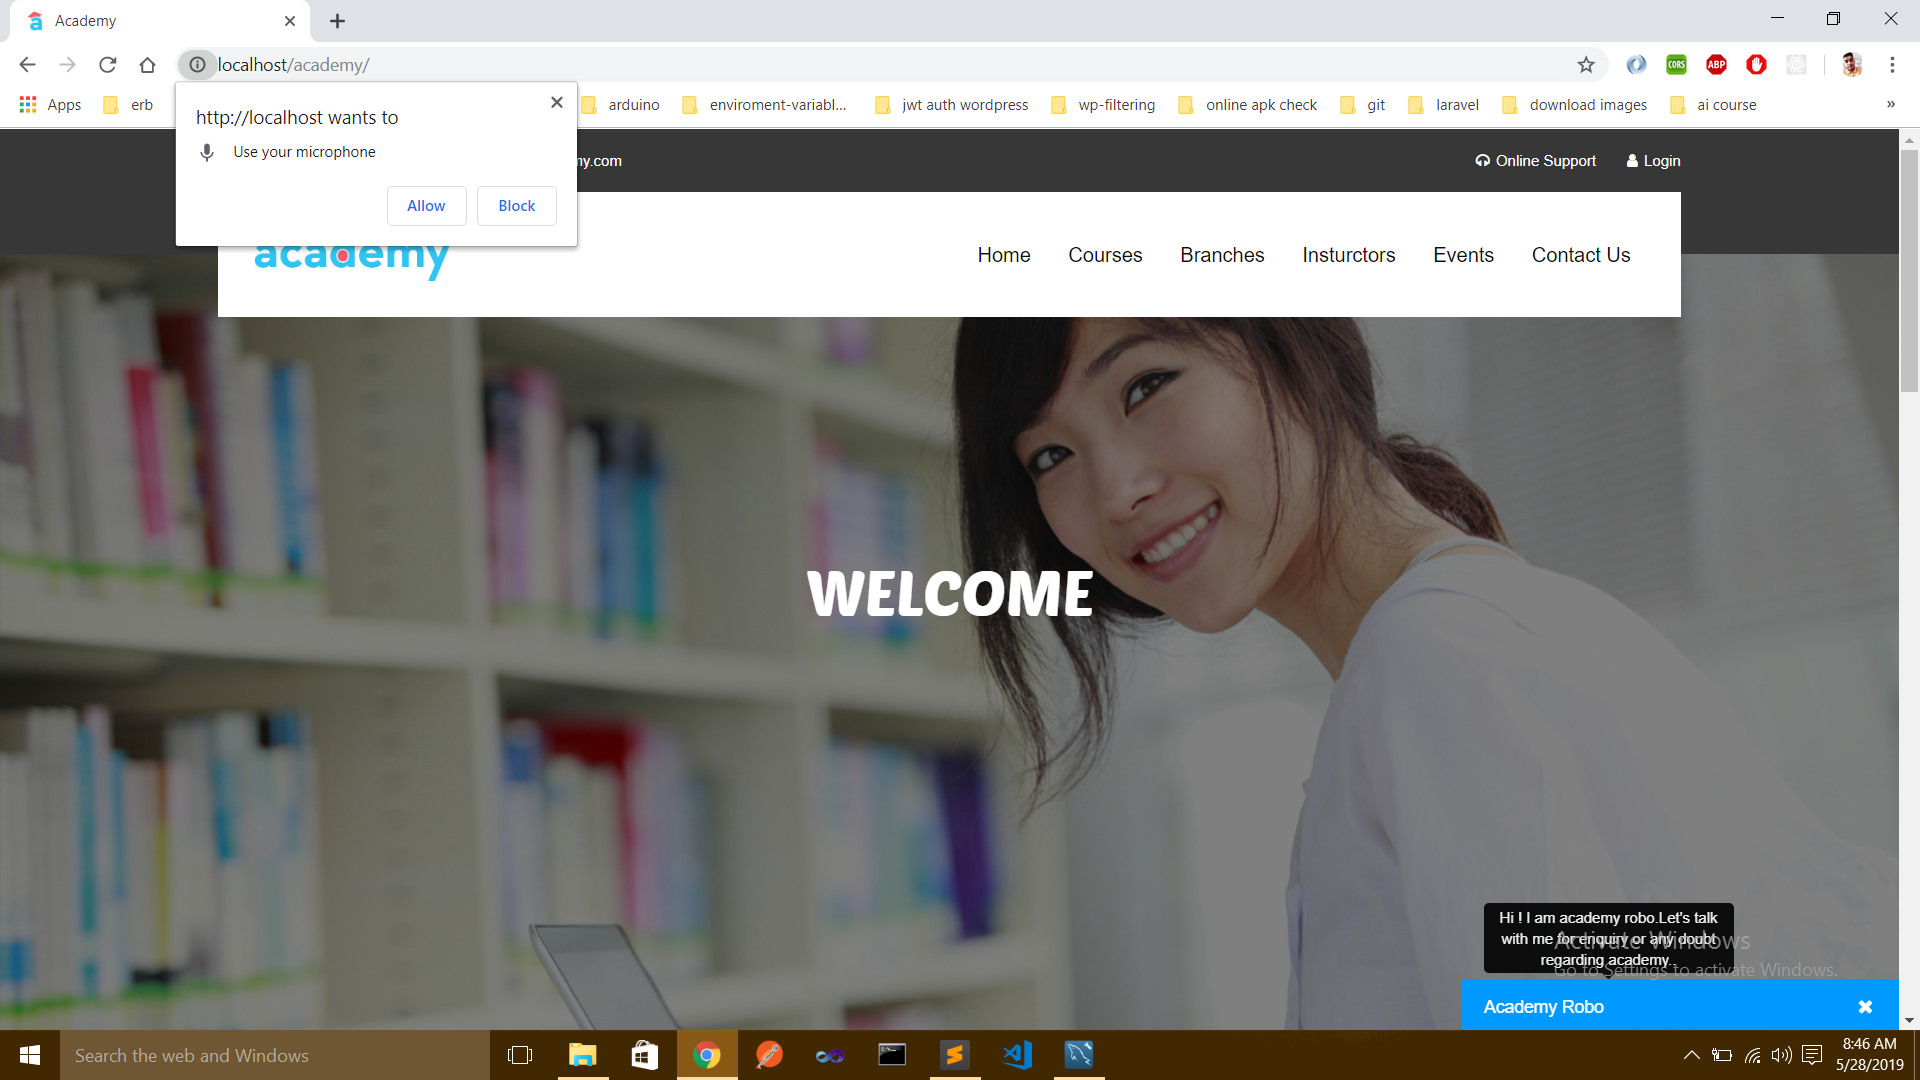 Academy
localhost/academy/
Apps
erb
arduino
enviroment-variabl...
jwt auth wordpress
wp-filtering
online apk check
git
laravel
download images
ai course
»
http://localhost wants to
Use your microphone
Allow
Block
my.com
Online Support
Login
CORS
ABP
academy
Home
Courses
Branches
Insturctors
Events
Contact Us
WELCOME
Hi ! I am academy robo.Let's talk
with me for enquiry or any doubt
regarding academy..
Activate Windows
Go to Settings to activate Windows.
Academy Robo
Search the web and Windows
8:46 AM
5/28/2019